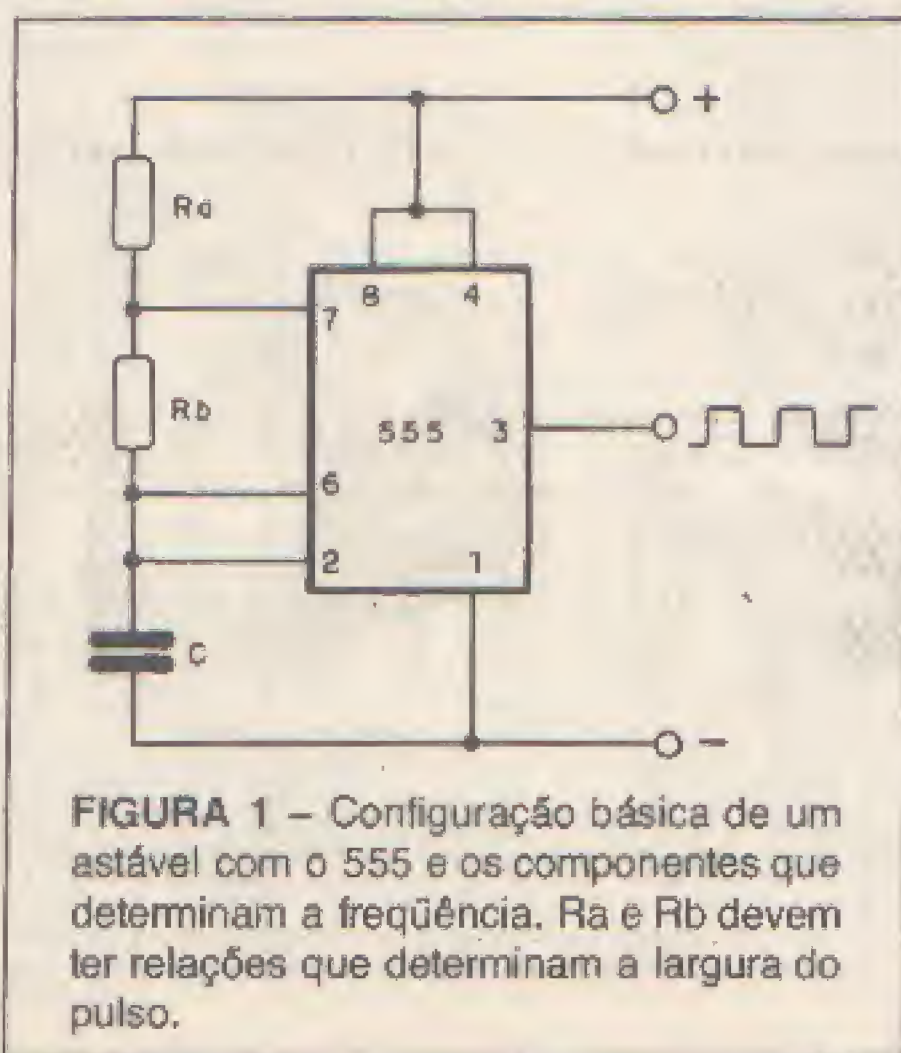 +
Ra
8 4
7
Rb
555 3
6
2 1
C
–
FIGURA 1 – Configuração básica de um
astável com o 555 e os componentes que
determinam a freqüência. Ra e Rb devem
ter relações que determinam a largura do
pulso.